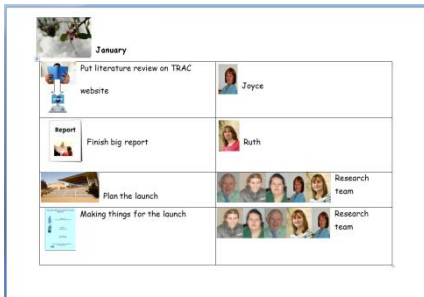 January
Put literature review on TRAC
website
Joyce
Report
Finish big report
Ruth
Plan the launch
Research
team
Making things for the launch
Research
team